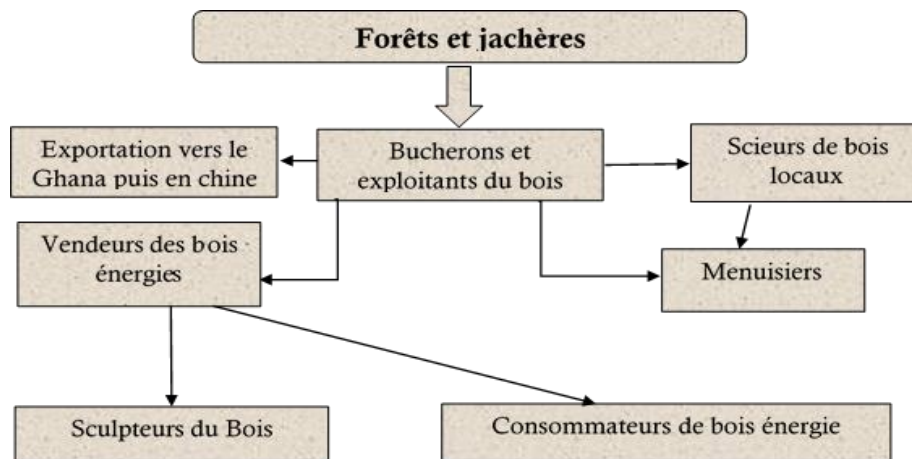 Forêts et jachères
Exportation vers le
Ghana puis en chine
Bucherons et
exploitants du bois
Scieurs de bois
locaux
Vendeurs des bois
énergies
Menuisiers
Sculpteurs du Bois
Consommateurs de bois énergie